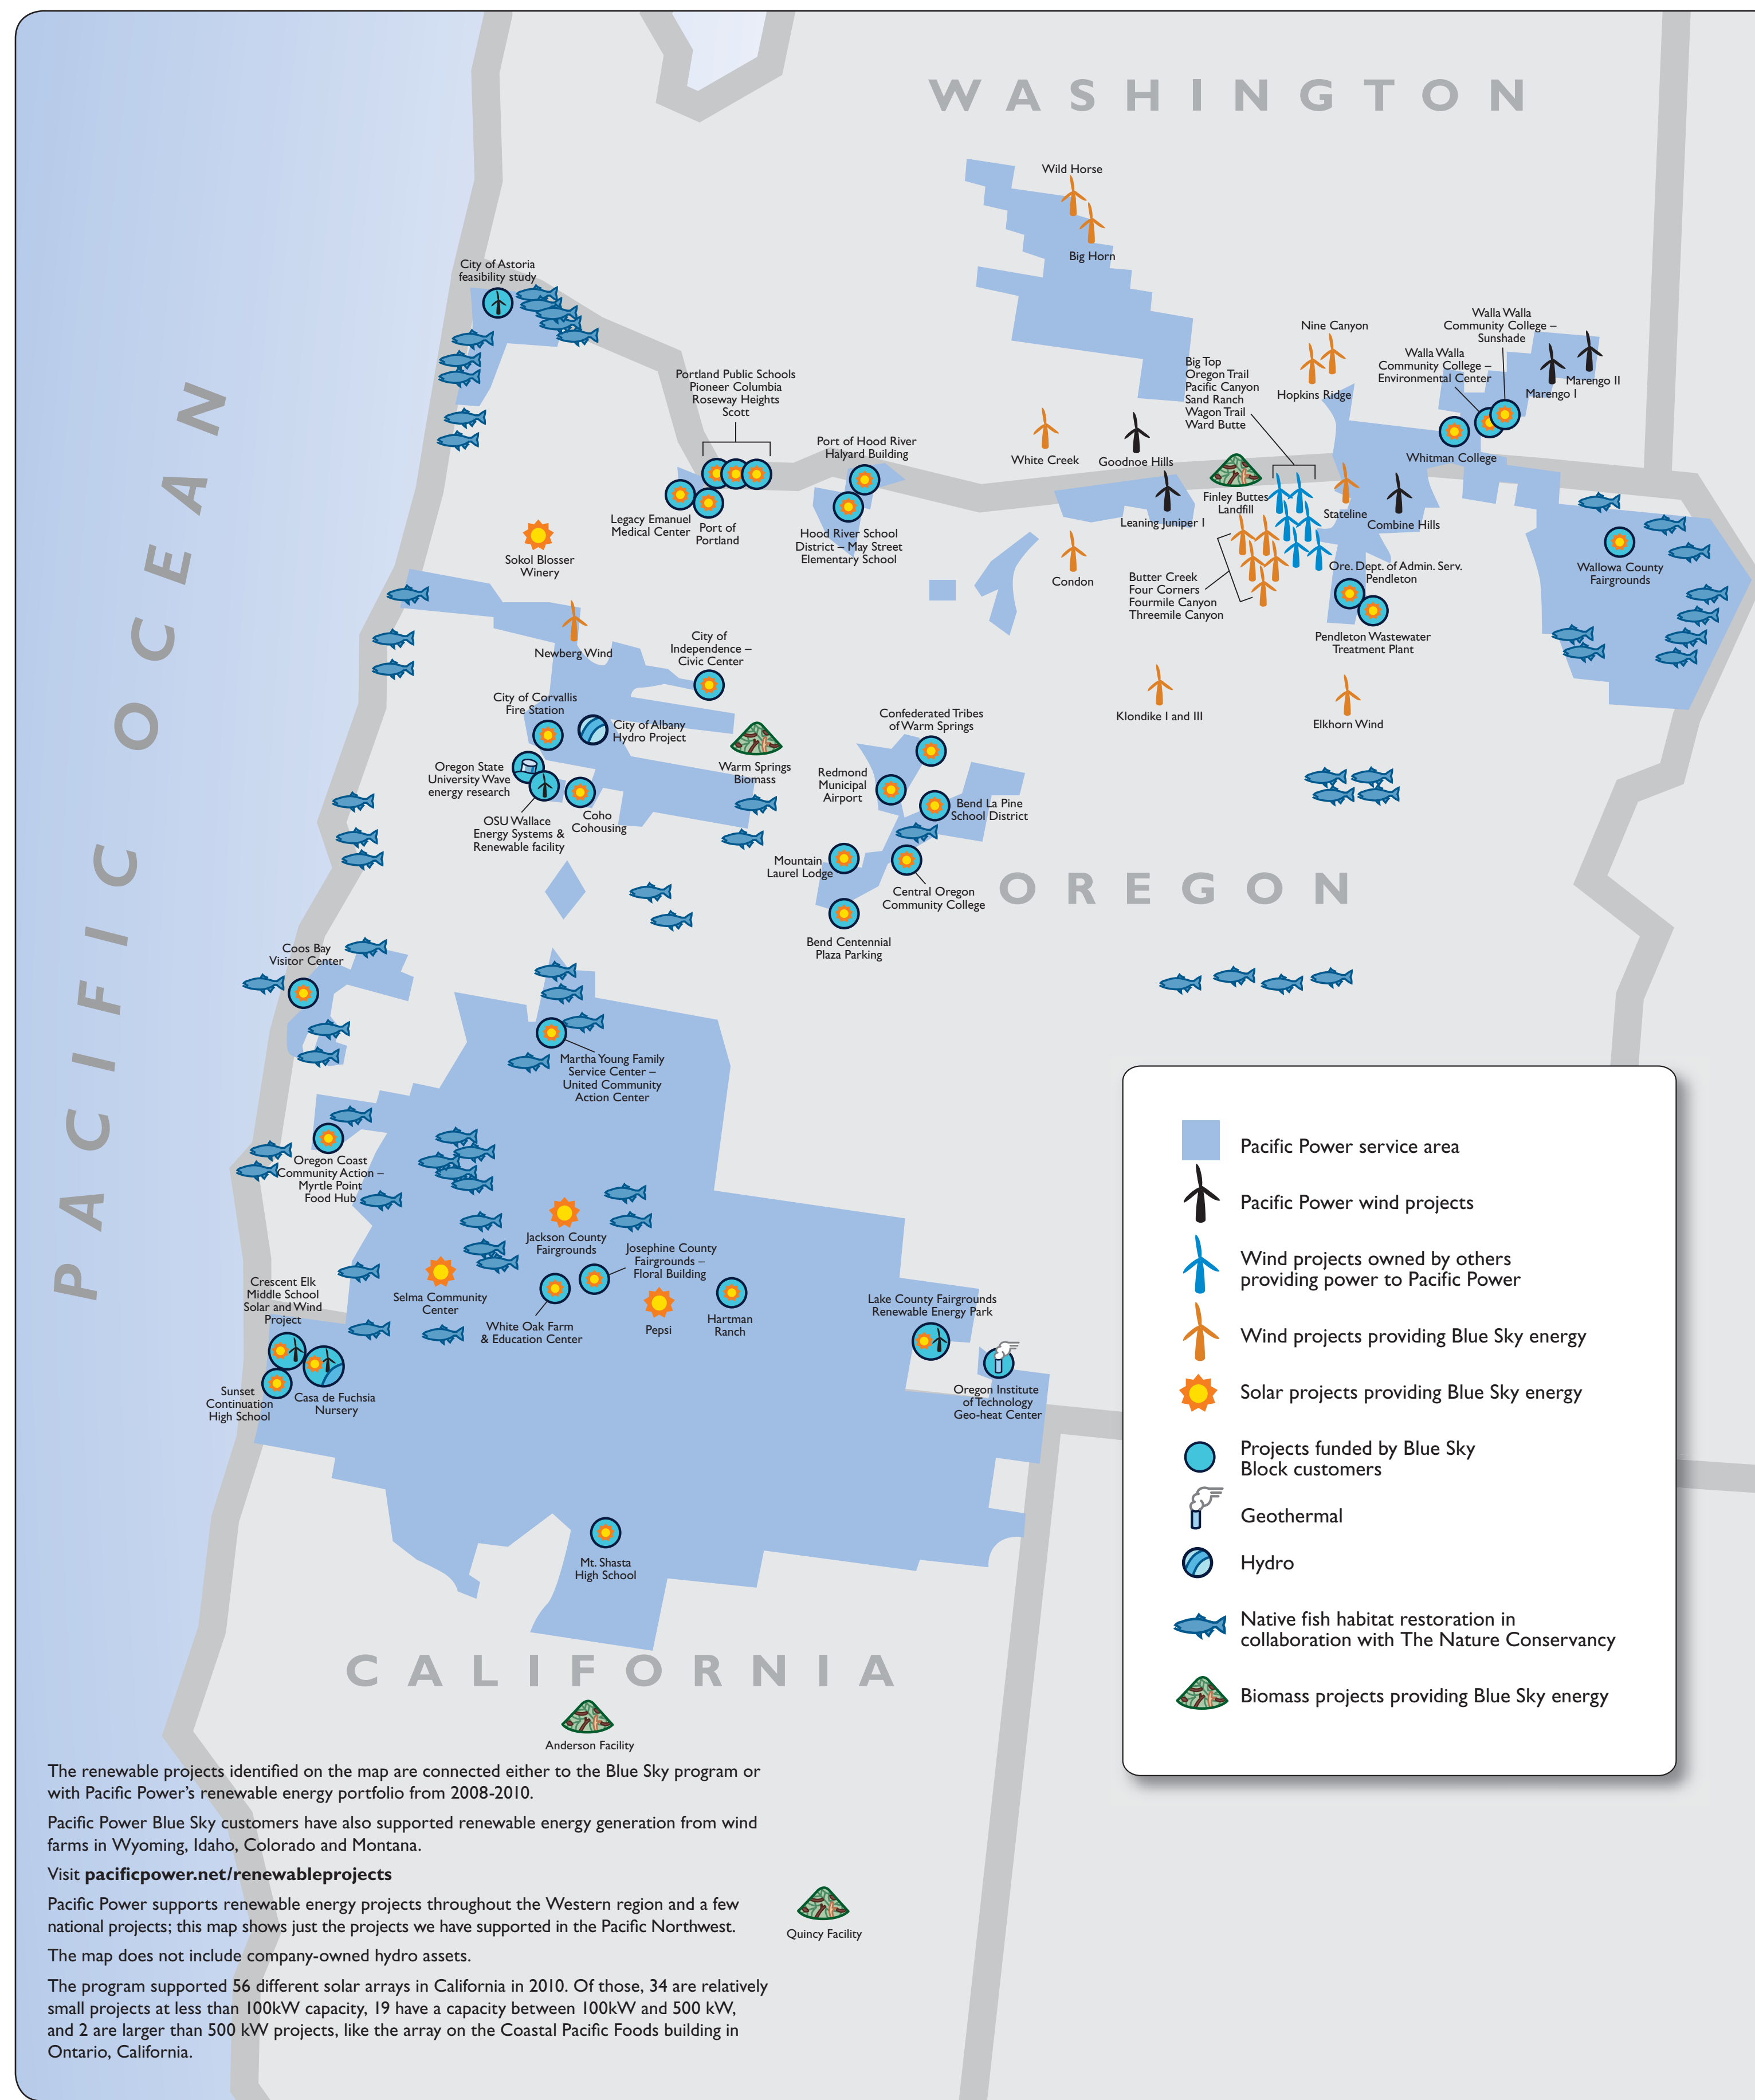 WASHINGTON
Wild Horse
Big Horn
City of Astoria
feasibility study
Walla Walla
Community College –
Sunshade
Nine Canyon
Walla Walla
Community College –
Environmental Center
Big Top
Oregon Trail
Pacific Canyon
Sand Ranch
Wagon Trail
Ward Butte
Marengo II
Marengo I
Hopkins Ridge
Portland Public Schools
Pioneer Columbia
Roseway Heights
Scott
Port of Hood River
Halyard Building
White Creek
Goodnoe Hills
Whitman College
Finley Buttes
Landfill
Legacy Emanuel
Medical Center
Port of
Portland
Leaning Juniper I
Stateline
Combine Hills
Hood River School
District – May Street
Elementary School
Sokol Blosser
Winery
Condon
Ore. Dept. of Admin. Serv.
Pendleton
Wallowa County
Fairgrounds
Butter Creek
Four Corners
Fourmile Canyon
Threemile Canyon
Pendleton Wastewater
Treatment Plant
Newberg Wind
City of
Independence –
Civic Center
PACIFIC OCEAN
City of Corvallis
Fire Station
City of Albany
Hydro Project
Klondike I and III
Elkhorn Wind
Confederated Tribes
of Warm Springs
Warm Springs
Biomass
Oregon State
University Wave
energy research
Redmond
Municipal
Airport
Bend La Pine
School District
OSU Wallace
Energy Systems &
Renewable facility
Coho
Cohousing
Mountain
Laurel Lodge
Central Oregon
Community College
OREGON
Bend Centennial
Plaza Parking
Coos Bay
Visitor Center
Martha Young Family
Service Center –
United Community
Action Center
Oregon Coast
Community Action –
Myrtle Point
Food Hub
Jackson County
Fairgrounds
Josephine County
Fairgrounds –
Floral Building
Crescent Elk
Middle School
Solar and Wind
Project
Selma Community
Center
White Oak Farm
& Education Center
Pepsi
Hartman
Ranch
Lake County Fairgrounds
Renewable Energy Park
Sunset
Continuation
High School
Casa de Fuchsia
Nursery
Oregon Institute
of Technology
Geo-heat Center
Mt. Shasta
High School
Pacific Power service area
Pacific Power wind projects
Wind projects owned by others
providing power to Pacific Power
Wind projects providing Blue Sky energy
Solar projects providing Blue Sky energy
Projects funded by Blue Sky
Block customers
Geothermal
Hydro
Native fish habitat restoration in
collaboration with The Nature Conservancy
Biomass projects providing Blue Sky energy
CALIFORNIA
Anderson Facility
The renewable projects identified on the map are connected either to the Blue Sky program or
with Pacific Power’s renewable energy portfolio from 2008-2010.
Pacific Power Blue Sky customers have also supported renewable energy generation from wind
farms in Wyoming, Idaho, Colorado and Montana.
Visit pacificpower.net/renewableprojects
Pacific Power supports renewable energy projects throughout the Western region and a few
national projects; this map shows just the projects we have supported in the Pacific Northwest.
The map does not include company-owned hydro assets.
The program supported 56 different solar arrays in California in 2010. Of those, 34 are relatively
small projects at less than 100kW capacity, 19 have a capacity between 100kW and 500 kW,
and 2 are larger than 500 kW projects, like the array on the Coastal Pacific Foods building in
Ontario, California.
Quincy Facility